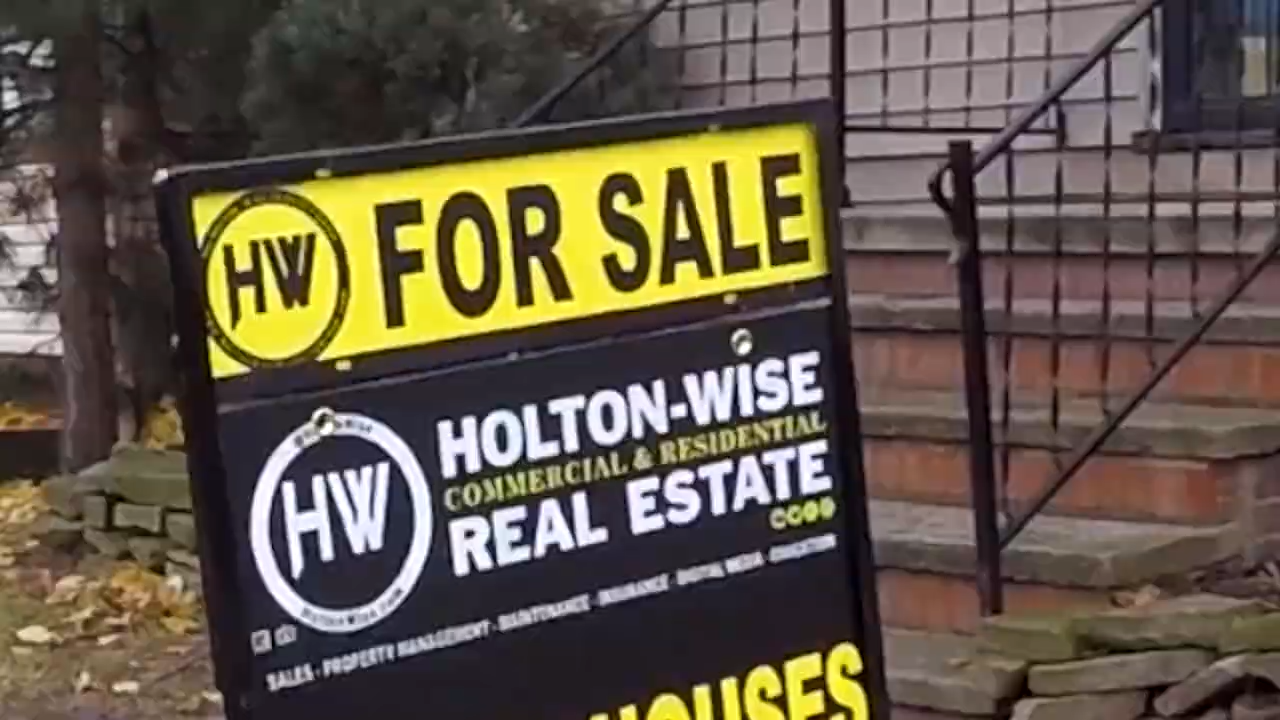 HW FOR SALE
HOLTON-WISE
COMMERCIAL & RESIDENTIAL
HW
REAL ESTATE
SALES - PROPERTY MANAGEMENT - MAINTENANCE - INSURANCE - DIGITAL MEDIA - EDUCATION
HOUSES